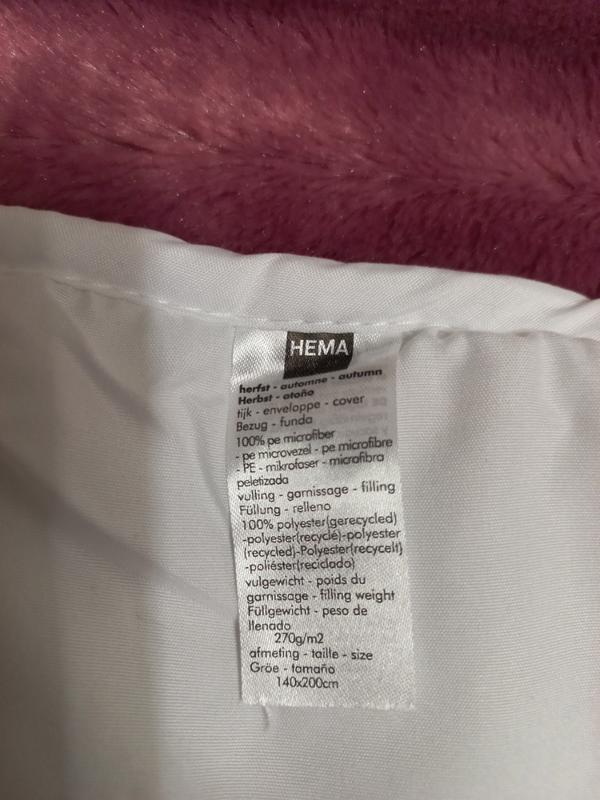 HEMA
herfst - automne - autumn
Herbst - otoño
tijk - enveloppe - cover
Bezug - funda
100% pe microfiber
- pe microvezel - pe microfibre
- PE - mikrofaser - microfibra
peletizada
vulling - garnissage - filling
Füllung - relleno
100% polyester(gerecycled)
-polyester(recyclé)-polyester
(recycled)-Polyester(recycelt)
-poliéster(reciclado)
vulgewicht - poids du
garnissage - filling weight
Füllgewicht - peso de
llenado
270g/m2
afmeting - taille - size
Gröe - tamaño
140x200cm